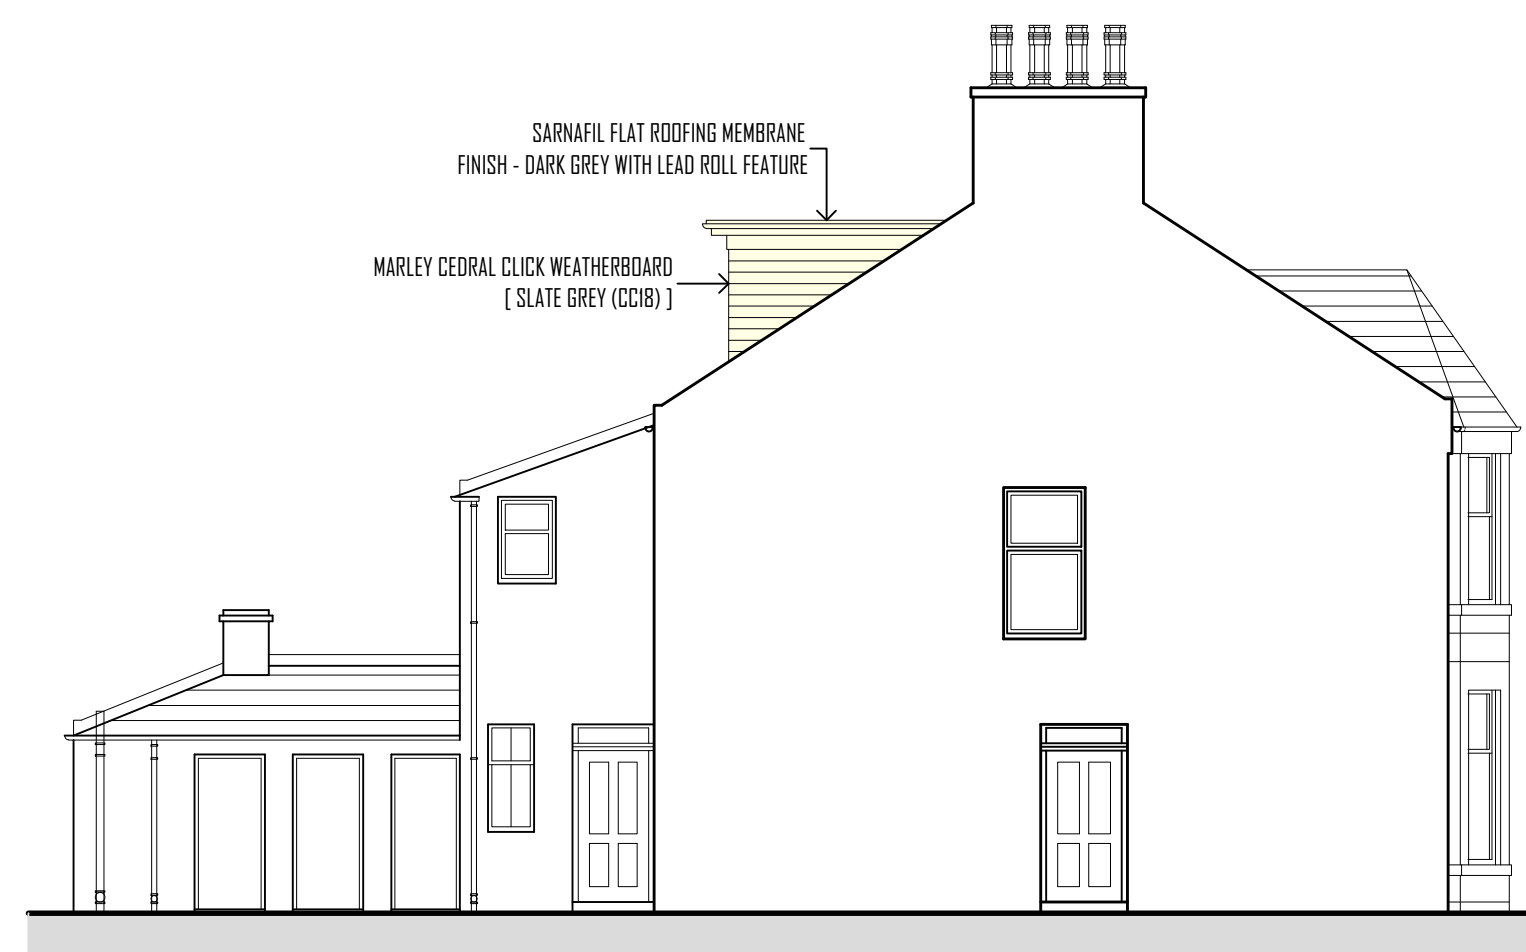 SARNAFIL FLAT ROOFING MEMBRANE
FINISH - DARK GREY WITH LEAD ROLL FEATURE
MARLEY CEDRAL CLICK WEATHERBOARD
[ SLATE GREY (CC18) ]